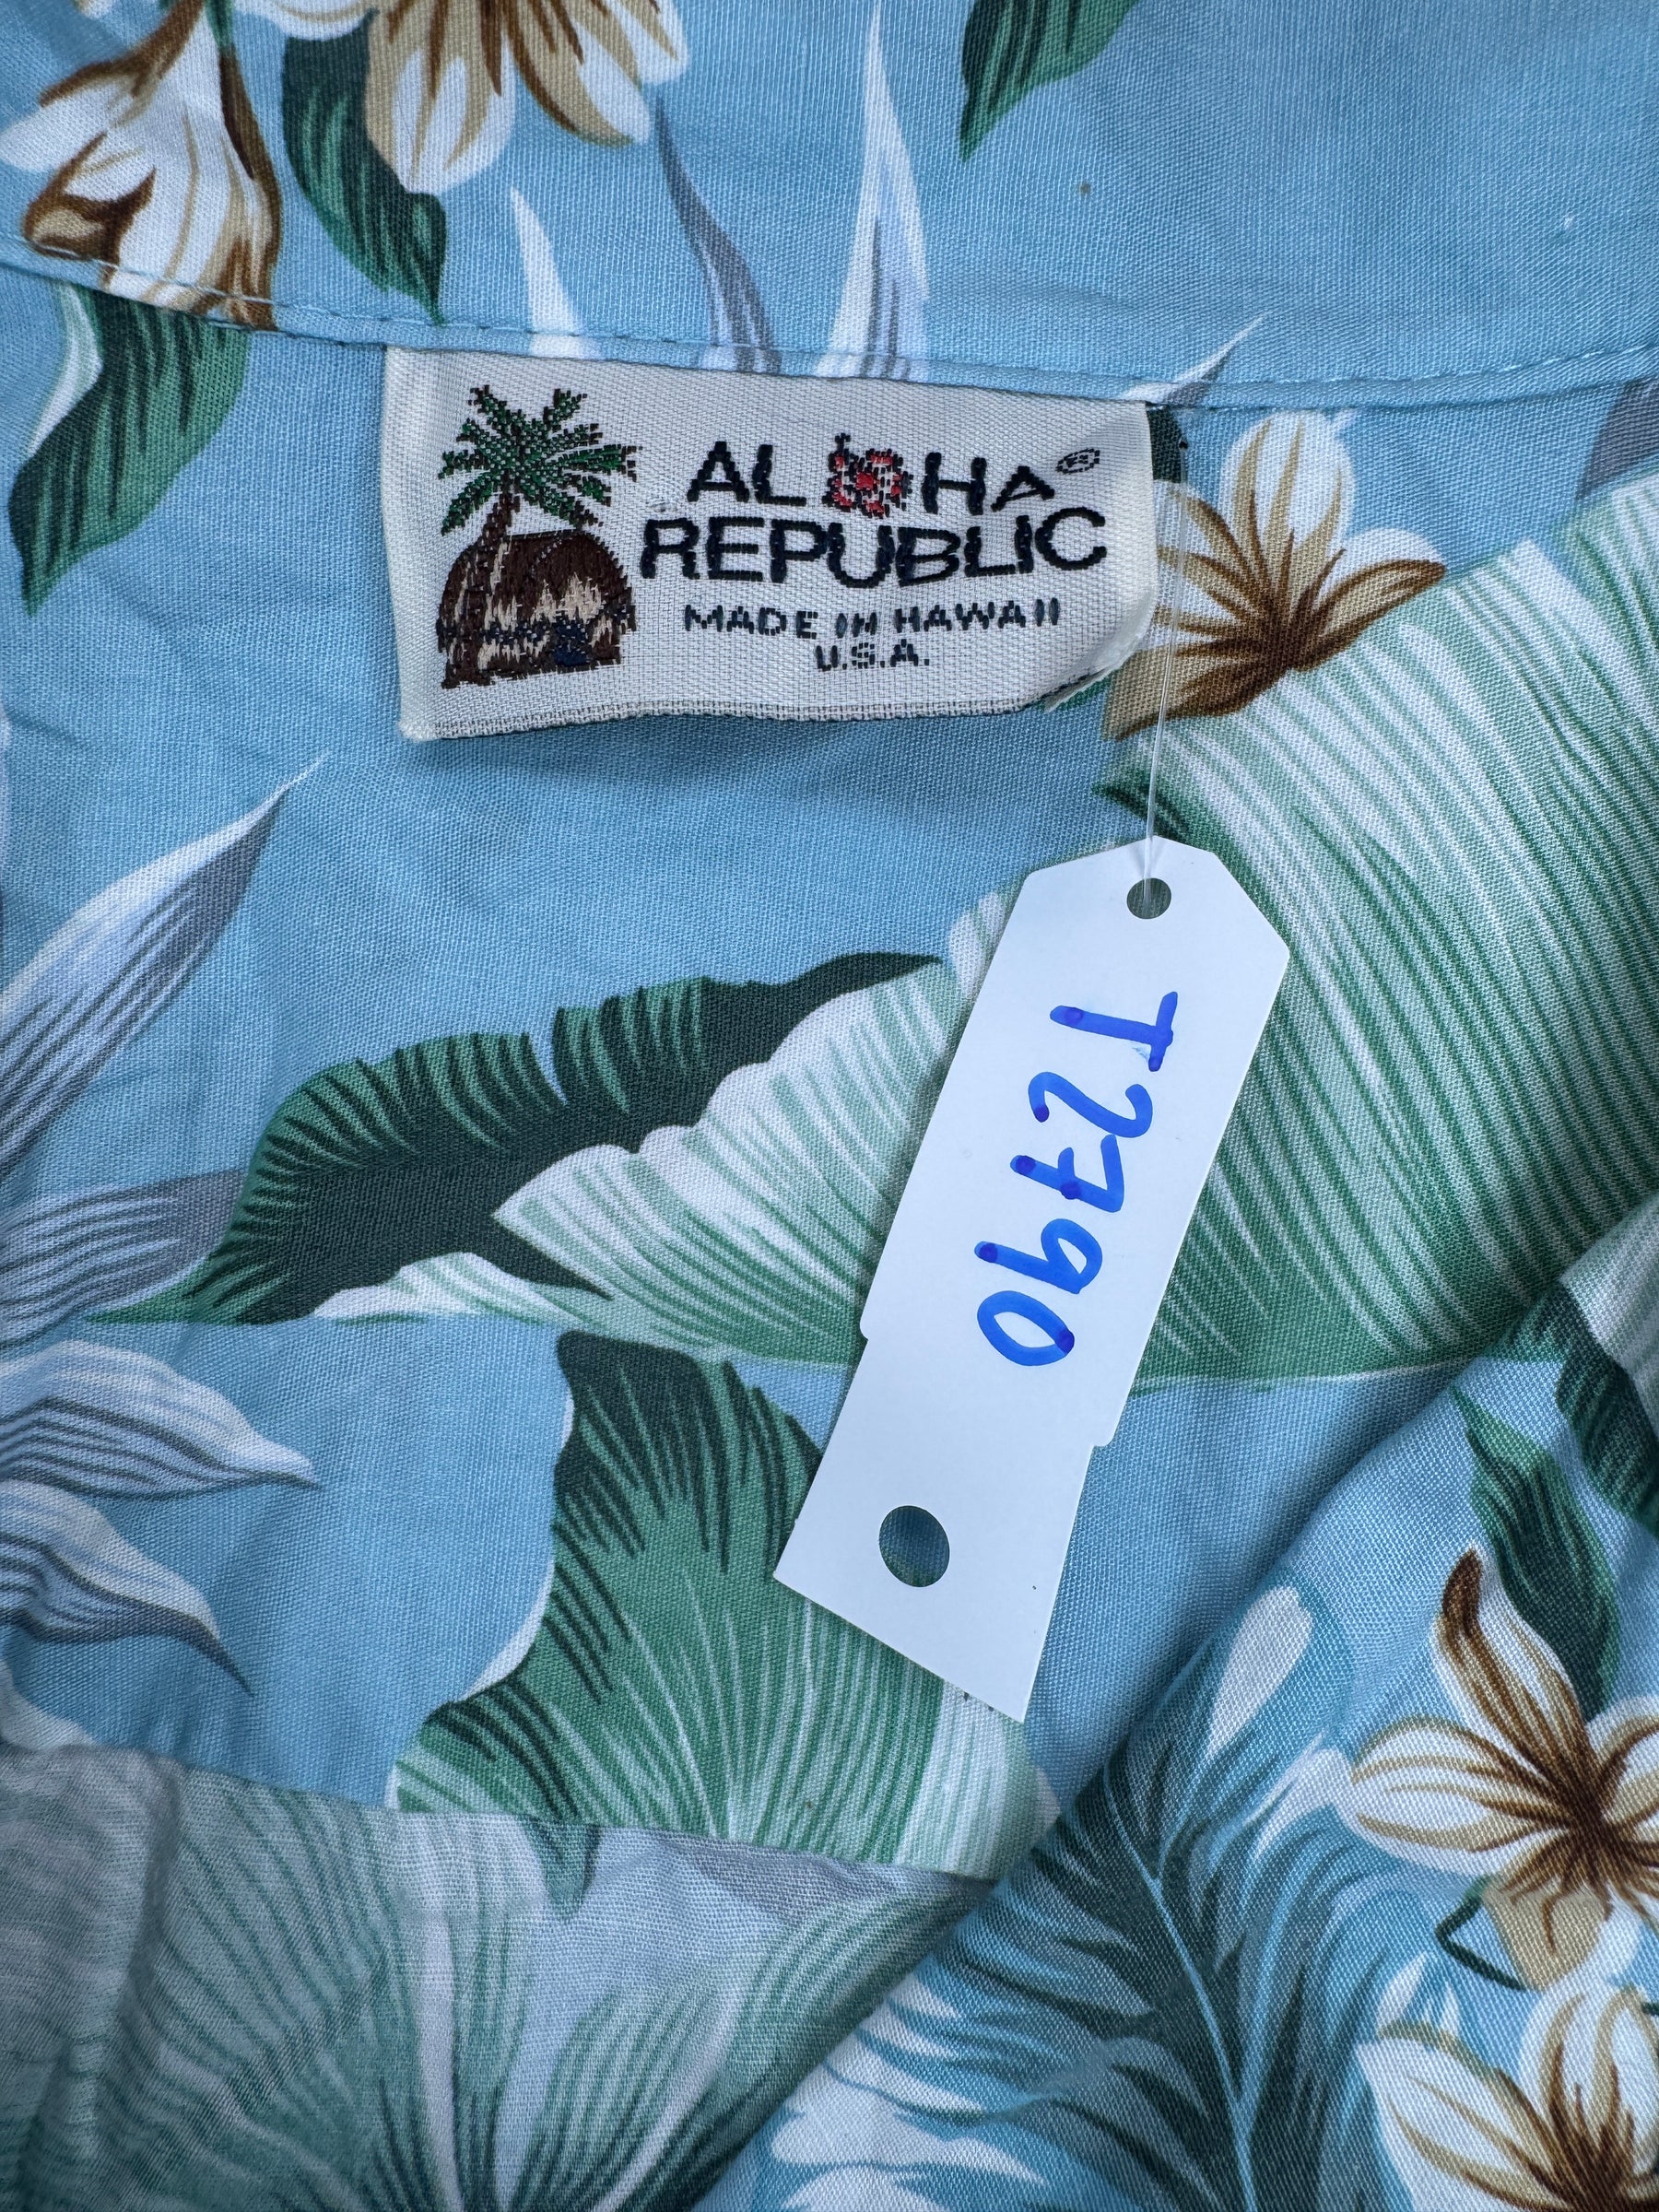 ALOHA®
REPUBLIC
MADE IN HAWAII
U.S.A.
T2790